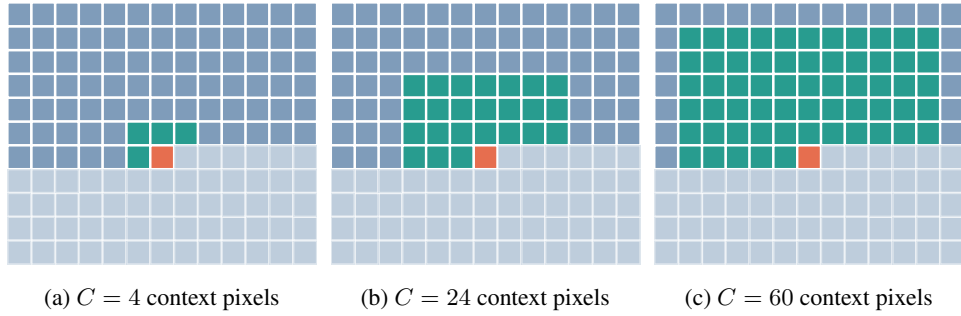 (a) C = 4 context pixels (b) C = 24 context pixels (c) C = 60 context pixels